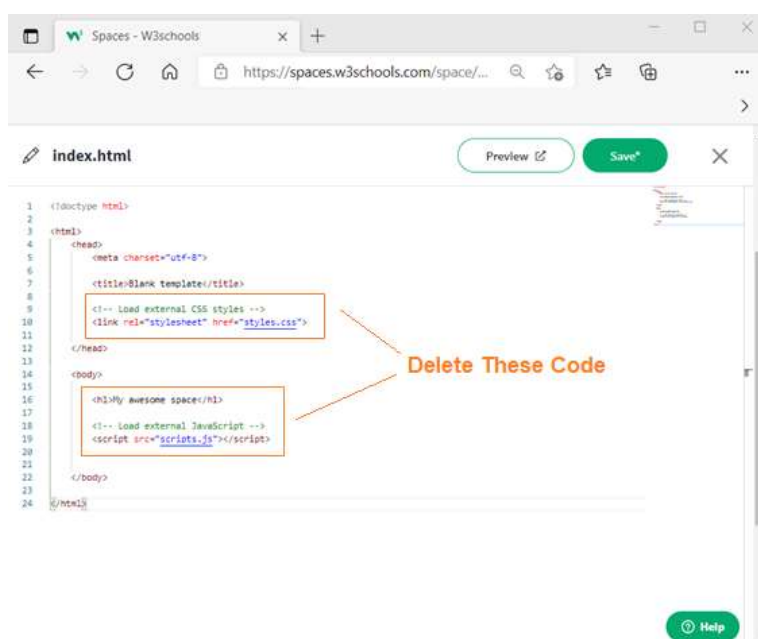 Spaces - W3schools
https://spaces.w3schools.com/space/...
index.html
Preview
Save*
1 <!doctype html>
2
3 <html>
4 <head>
5 <meta charset="utf-8">
6
7 <title>Blank template</title>
8
9 <!-- Load external CSS styles -->
10 <link rel="stylesheet" href="styles.css">
11
12 </head>
13
14 <body>
15
16 <h1>My awesome space</h1>
17
18 <!-- Load external JavaScript -->
19 <script src="scripts.js"></script>
20
21
22 </body>
23
24 </html>
Delete These Code
Help